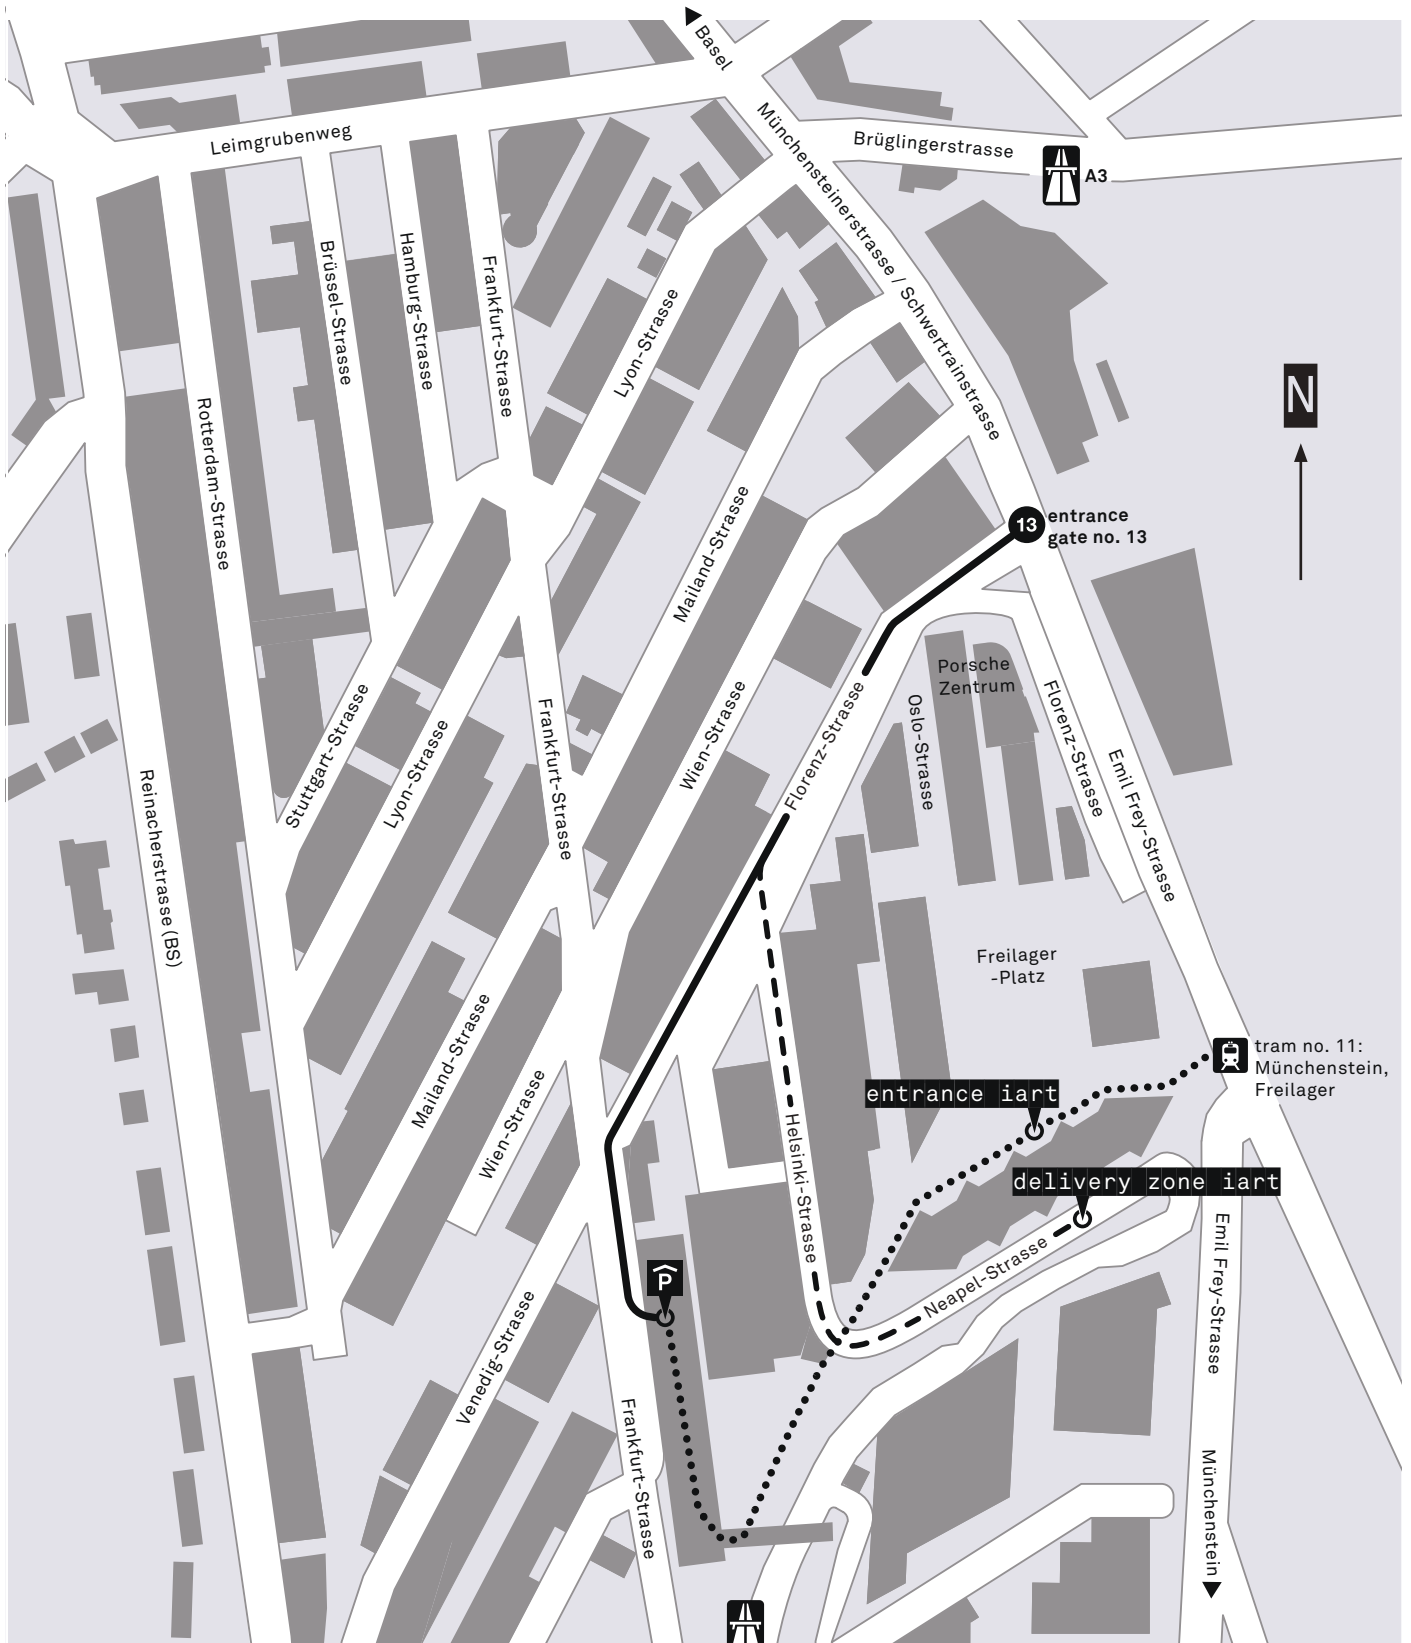 Basel
Leimgrubenweg
Münchensteinerstrasse / Schwertrainstrasse
Brüglingerstrasse
A3
Brüssel-Strasse
Hamburg-Strasse
Frankfurt-Strasse
Lyon-Strasse
Rotterdam-Strasse
N
Mailand-Strasse
13
entrance
gate no. 13
Porsche
Zentrum
Stuttgart-Strasse
Lyon-Strasse
Frankfurt-Strasse
Wien-Strasse
Florenz-Strasse
Oslo-Strasse
Florenz-Strasse
Emil Frey-Strasse
Reinacherstrasse (BS)
Freilager
-Platz
Mailand-Strasse
Wien-Strasse
tram no. 11:
Münchenstein,
Freilager
entrance iart
Helsinki-Strasse
delivery zone iart
Neapel-Strasse
Emil Frey-Strasse
P
Venedig-Strasse
Frankfurt-Strasse
Münchenstein